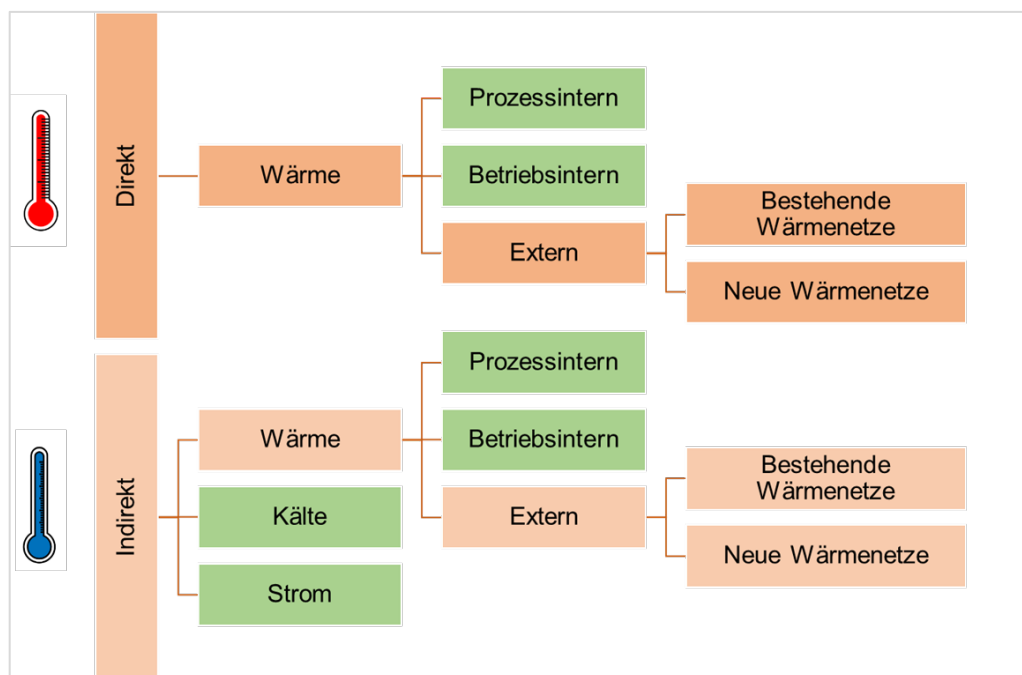 Direkt
Wärme
Prozessintern
Betriebsintern
Extern
Bestehende
Wärmenetze
Neue Wärmenetze
Indirekt
Wärme
Kälte
Strom
Prozessintern
Betriebsintern
Extern
Bestehende
Wärmenetze
Neue Wärmenetze